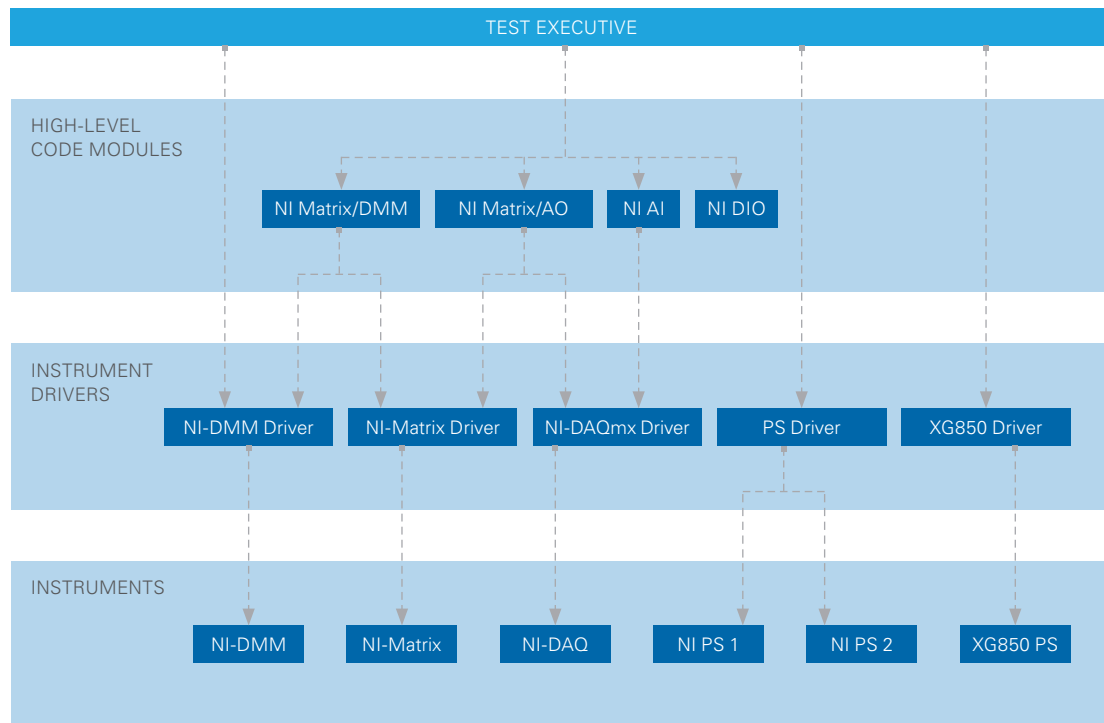 TEST EXECUTIVE
HIGH-LEVEL
CODE MODULES
NI Matrix/DMM
NI Matrix/AO
NI AI
NI DIO
INSTRUMENT
DRIVERS
NI-DMM Driver
NI-Matrix Driver
NI-DAQmx Driver
PS Driver
XG850 Driver
INSTRUMENTS
NI-DMM
NI-Matrix
NI-DAQ
NI PS 1
NI PS 2
XG850 PS